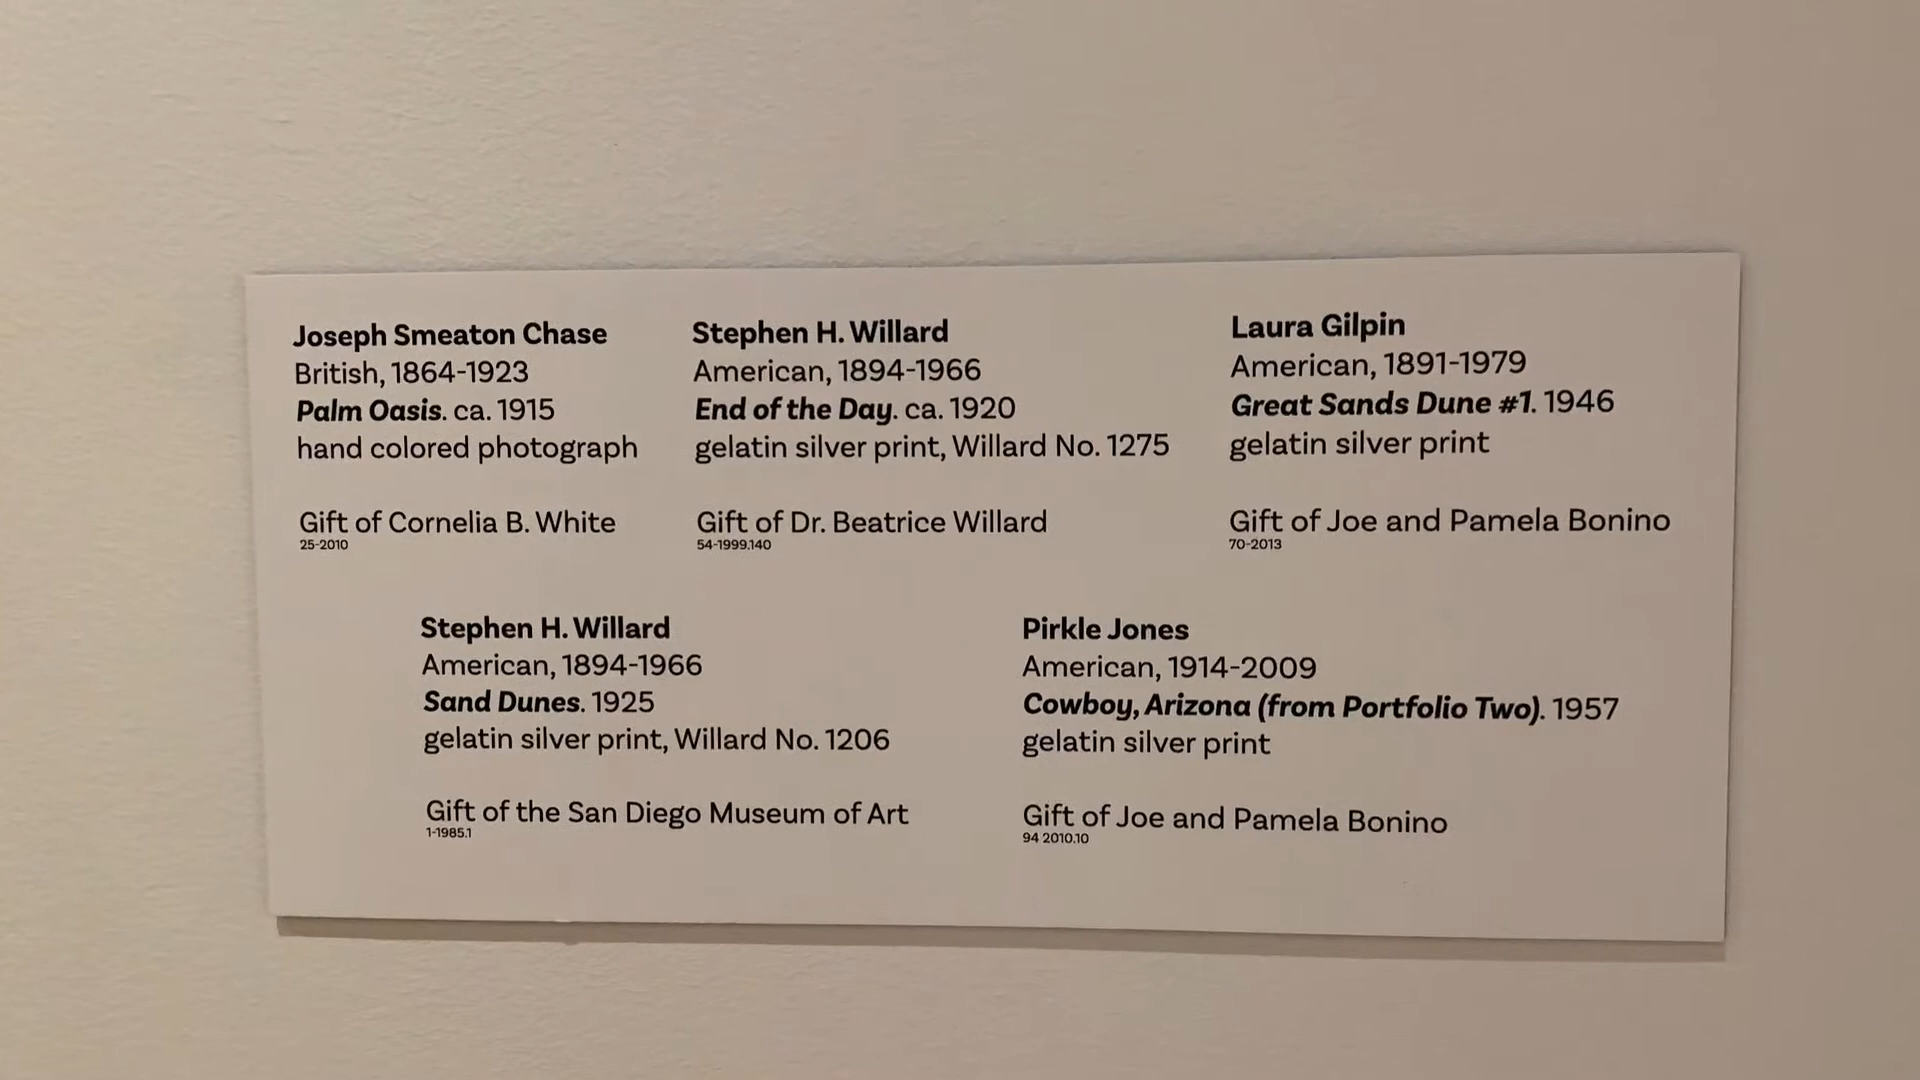 Joseph Smeaton Chase
British, 1864-1923
Palm Oasis. ca. 1915
hand colored photograph
Gift of Cornelia B. White
25-2010
Stephen H. Willard
American, 1894-1966
End of the Day. ca. 1920
gelatin silver print, Willard No. 1275
Gift of Dr. Beatrice Willard
54-1999.140
Laura Gilpin
American, 1891-1979
Great Sands Dune #1. 1946
gelatin silver print
Gift of Joe and Pamela Bonino
70-2013
Stephen H. Willard
American, 1894-1966
Sand Dunes. 1925
gelatin silver print, Willard No. 1206
Gift of the San Diego Museum of Art
1-1985.1
Pirkle Jones
American, 1914-2009
Cowboy, Arizona (from Portfolio Two). 1957
gelatin silver print
Gift of Joe and Pamela Bonino
94 2010.10